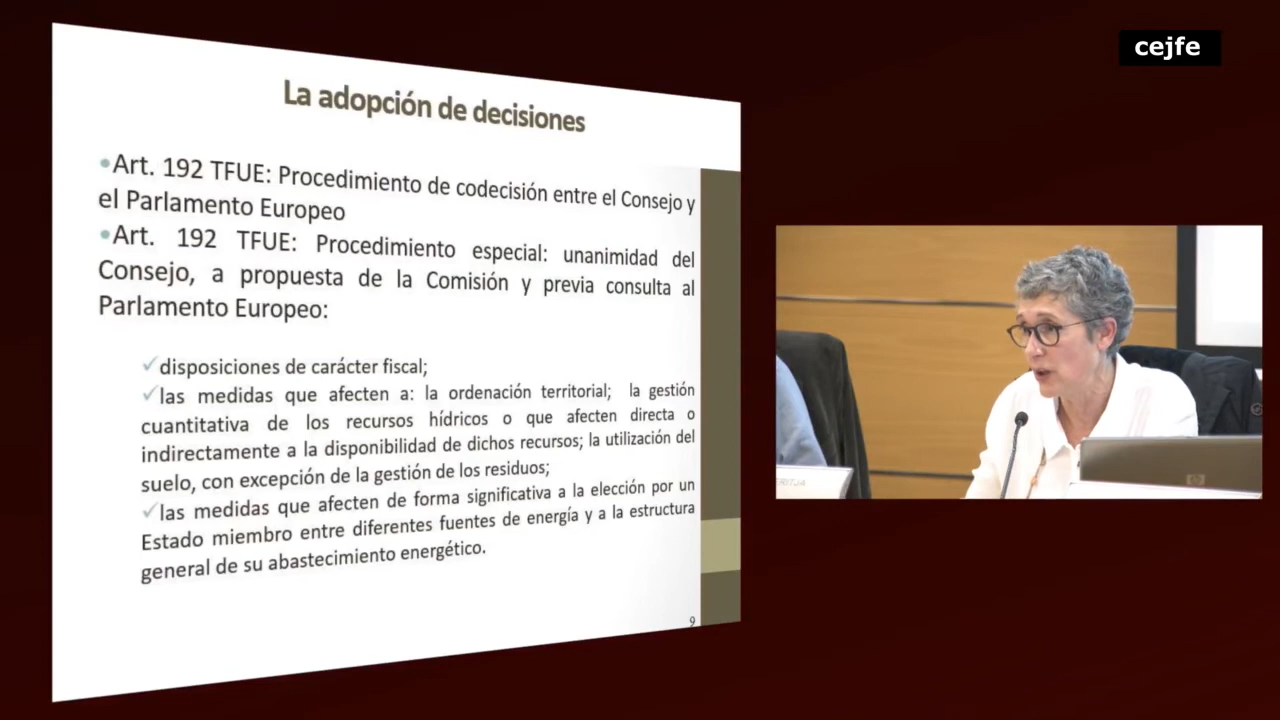 cejfe
La adopción de decisiones
•Art. 192 TFUE: Procedimiento de codecisión entre el Consejo y
el Parlamento Europeo
•Art. 192 TFUE: Procedimiento especial: unanimidad del
Consejo, a propuesta de la Comisión y previa consulta al
Parlamento Europeo:
✓disposiciones de carácter fiscal;
✓las medidas que afecten a: la ordenación territorial; la gestión
cuantitativa de los recursos hídricos o que afecten directa o
indirectamente a la disponibilidad de dichos recursos; la utilización del
suelo, con excepción de la gestión de los residuos;
✓las medidas que afecten de forma significativa a la elección por un
Estado miembro entre diferentes fuentes de energía y a la estructura
general de su abastecimiento energético.
9